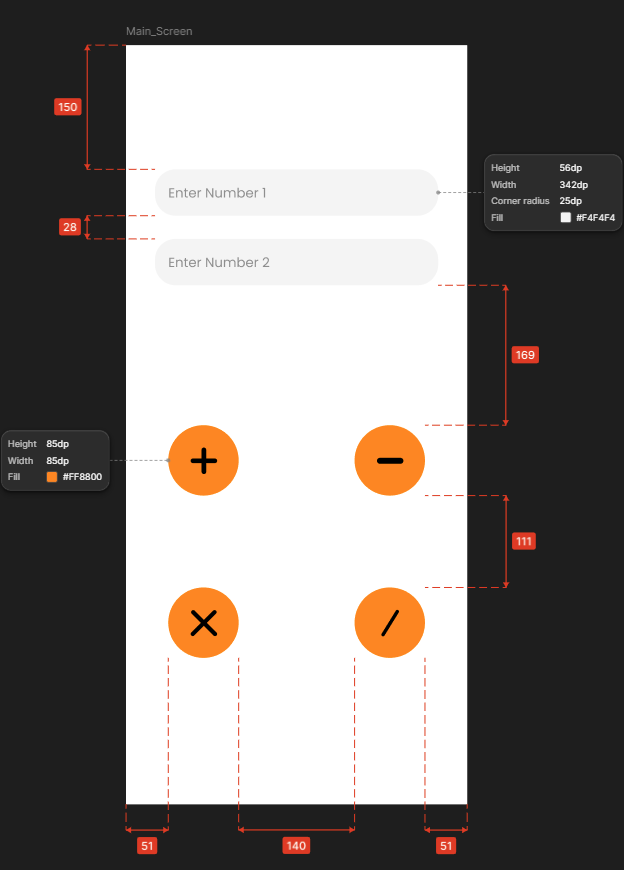 Main_Screen
150
Enter Number 1
Height 56dp
Width 342dp
Corner radius 25dp
Fill #F4F4F4
28
Enter Number 2
169
Height 85dp
Width 85dp
Fill #FF8800
+ −
111
× /
51 140 51